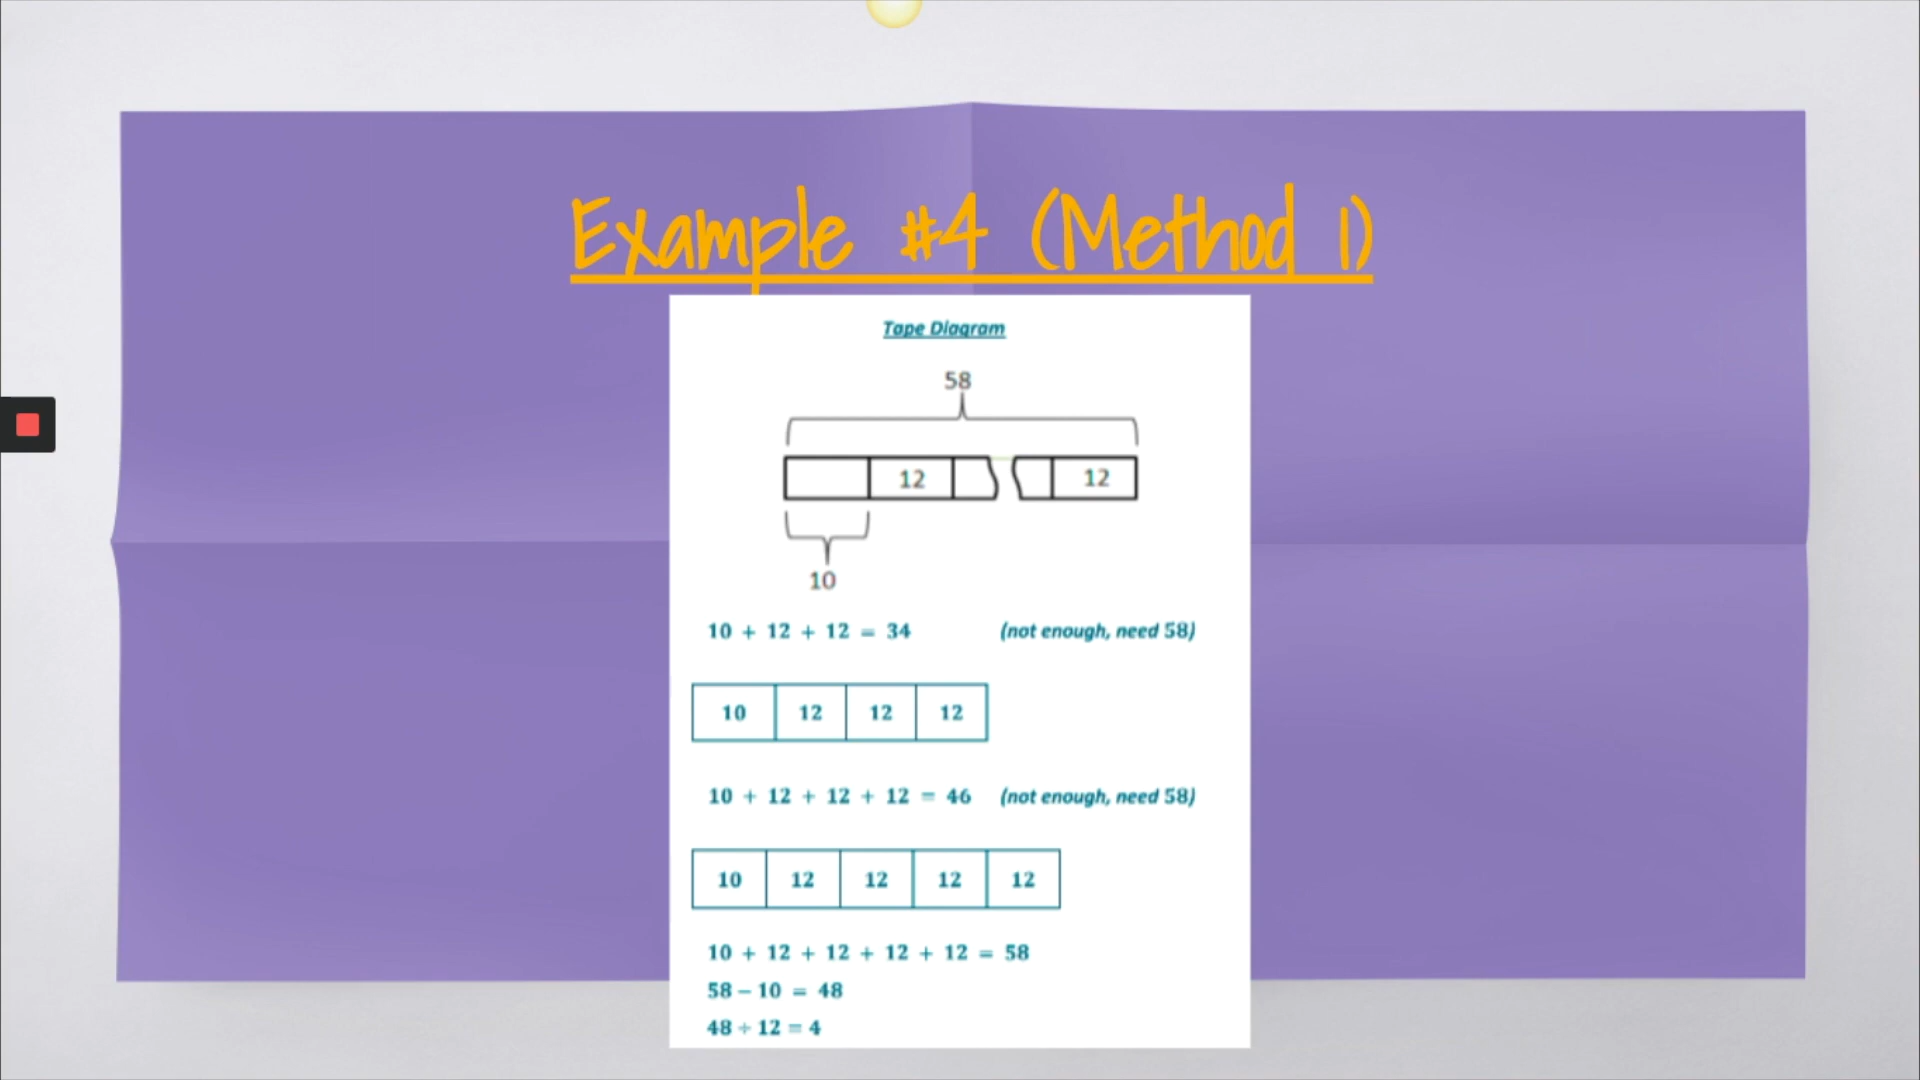 Example #4 (Method 1)
Tape Diagram
58
12 12
10
10 + 12 + 12 = 34 (not enough, need 58)
10 12 12 12
10 + 12 + 12 + 12 = 46 (not enough, need 58)
10 12 12 12 12
10 + 12 + 12 + 12 + 12 = 58
58 – 10 = 48
48 ÷ 12 = 4